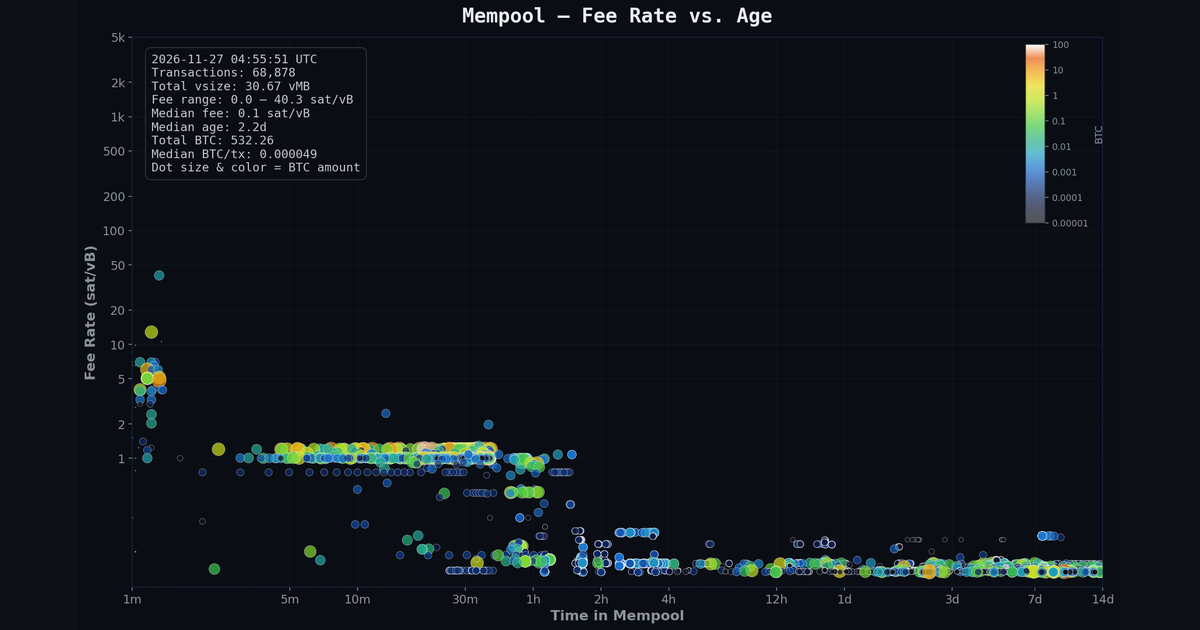 Mempool — Fee Rate vs. Age
2026-11-27 04:55:51 UTC
Transactions: 68,878
Total vsize: 30.67 vMB
Fee range: 0.0 — 40.3 sat/vB
Median fee: 0.1 sat/vB
Median age: 2.2d
Total BTC: 532.26
Median BTC/tx: 0.000049
Dot size & color = BTC amount
5k
2k
1k
500
200
100
50
20
10
5
2
1
Fee Rate (sat/vB)
100
10
1
0.1
0.01
0.001
0.0001
0.00001
BTC
1m 5m 10m 30m 1h 2h 4h 12h 1d 3d 7d 14d
Time in Mempool